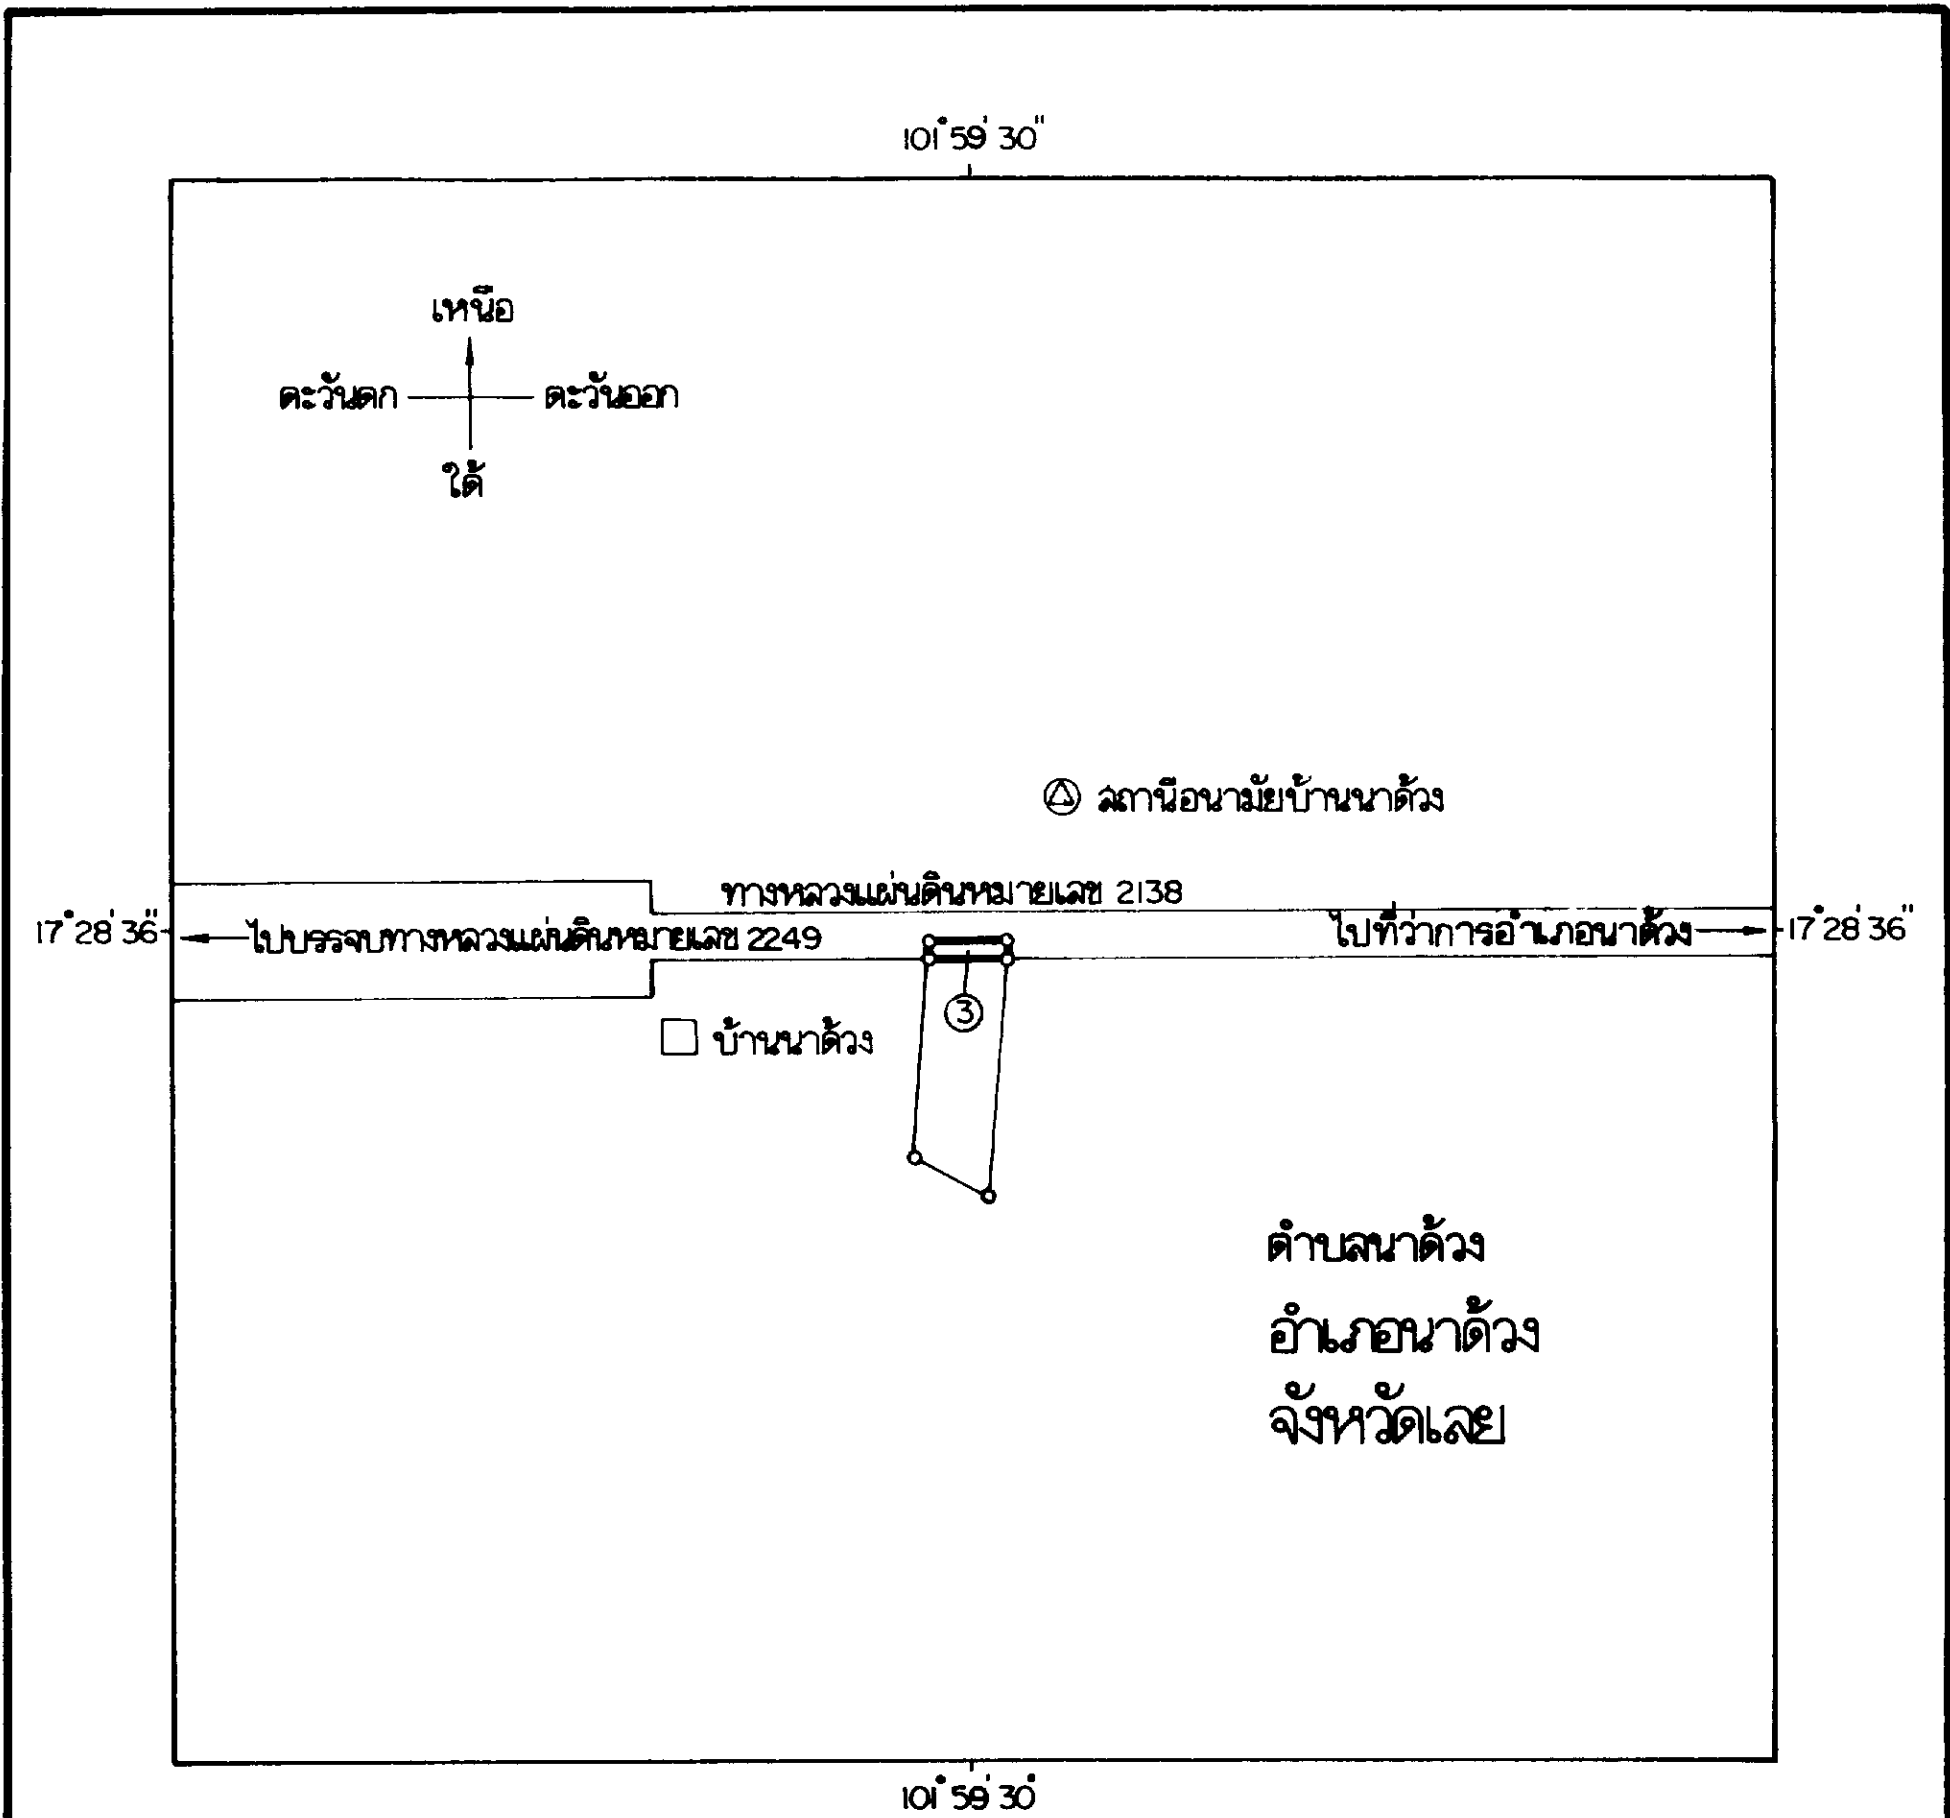 101° 59' 30"
เหนือ
ตะวันตก ตะวันออก
ใต้
สถานีอนามัยบ้านนาด้วง
ทางหลวงแผ่นดินหมายเลข 2138
17° 28' 36" ไปบรรจบทางหลวงแผ่นดินหมายเลข 2249 ไปที่ว่าการอำเภอนาด้วง 17° 28' 36"
3
บ้านนาด้วง
ตำบลนาด้วง
อำเภอนาด้วง
จังหวัดเลย
101° 59' 30"